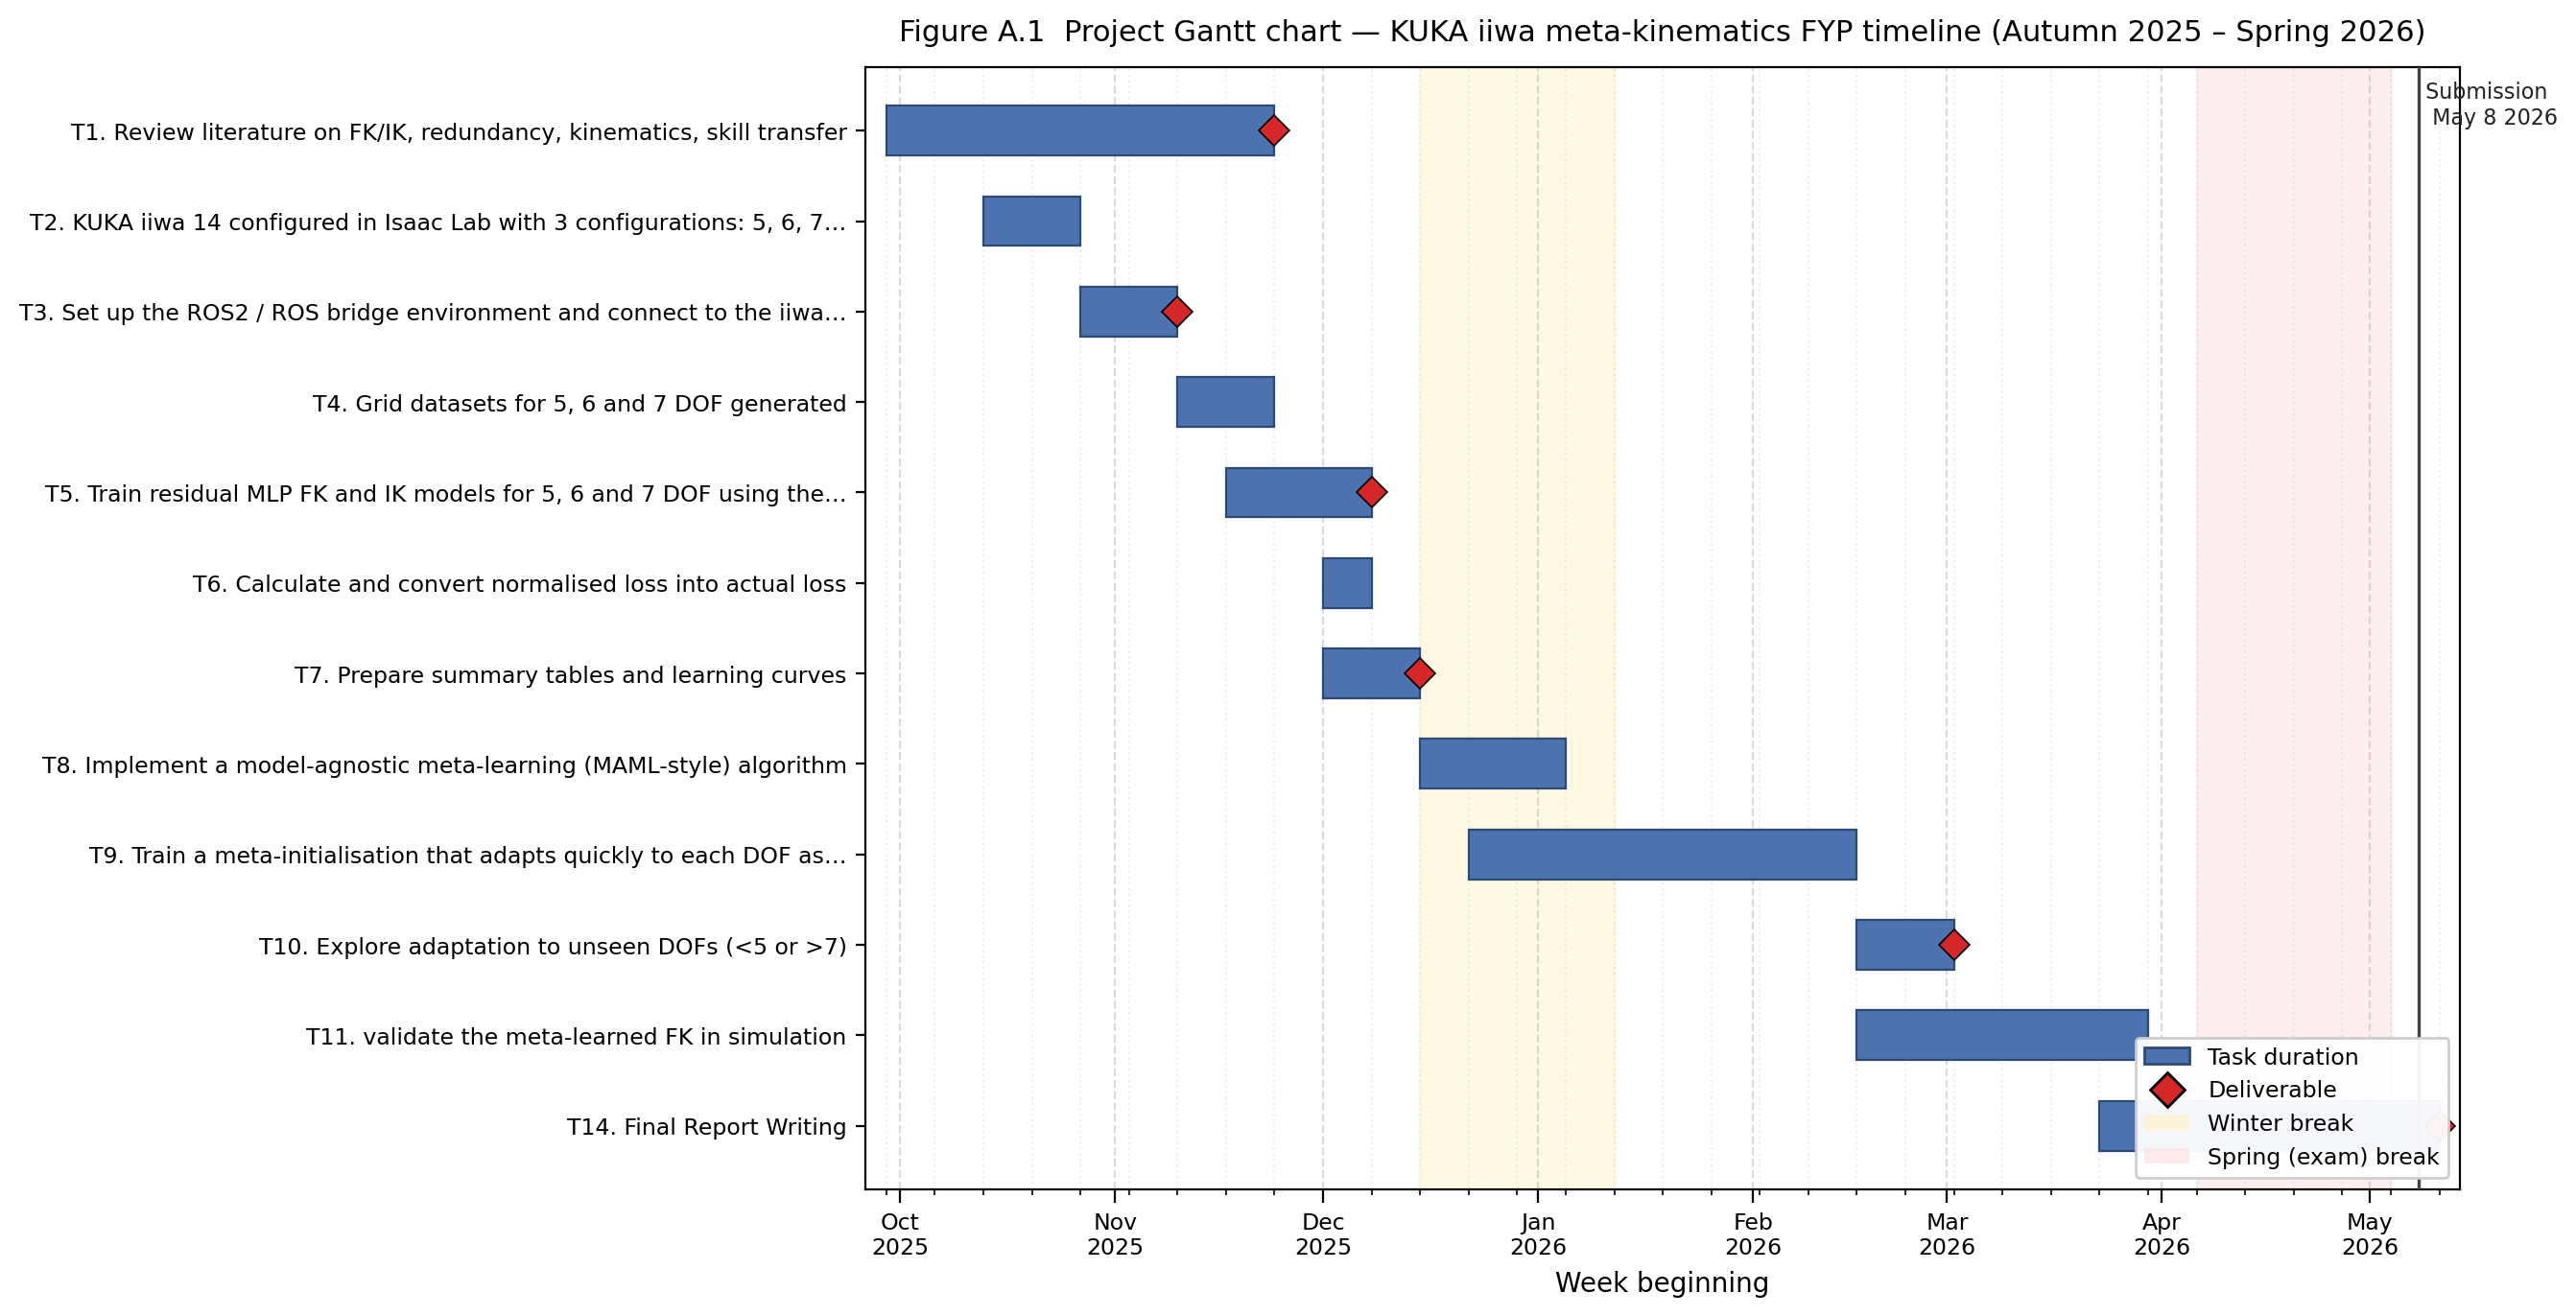 Figure A.1  Project Gantt chart — KUKA iiwa meta-kinematics FYP timeline (Autumn 2025 – Spring 2026)
Submission
May 8 2026
T1. Review literature on FK/IK, redundancy, kinematics, skill transfer
T2. KUKA iiwa 14 configured in Isaac Lab with 3 configurations: 5, 6, 7…
T3. Set up the ROS2 / ROS bridge environment and connect to the iiwa…
T4. Grid datasets for 5, 6 and 7 DOF generated
T5. Train residual MLP FK and IK models for 5, 6 and 7 DOF using the…
T6. Calculate and convert normalised loss into actual loss
T7. Prepare summary tables and learning curves
T8. Implement a model-agnostic meta-learning (MAML-style) algorithm
T9. Train a meta-initialisation that adapts quickly to each DOF as…
T10. Explore adaptation to unseen DOFs (<5 or >7)
T11. validate the meta-learned FK in simulation
T14. Final Report Writing
Task duration
Deliverable
Winter break
Spring (exam) break
Oct Nov Dec Jan Feb Mar Apr May
2025 2025 2025 2026 2026 2026 2026 2026
Week beginning